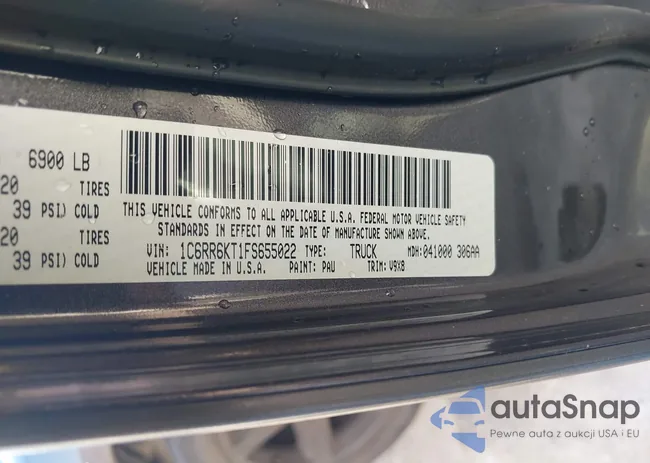 6900 LB
20 TIRES
39 PSI) COLD
20 TIRES
39 PSI) COLD
THIS VEHICLE CONFORMS TO ALL APPLICABLE U.S.A. FEDERAL MOTOR VEHICLE SAFETY
STANDARDS IN EFFECT ON THE DATE OF MANUFACTURE SHOWN ABOVE.
VIN: 1C6RR6KT1FS655022 TYPE: TRUCK MDH: 041000 306AA
VEHICLE MADE IN U.S.A. PAINT: PAU TRIM: V9X8
autaSnap
Pewne auta z aukcji USA i EU